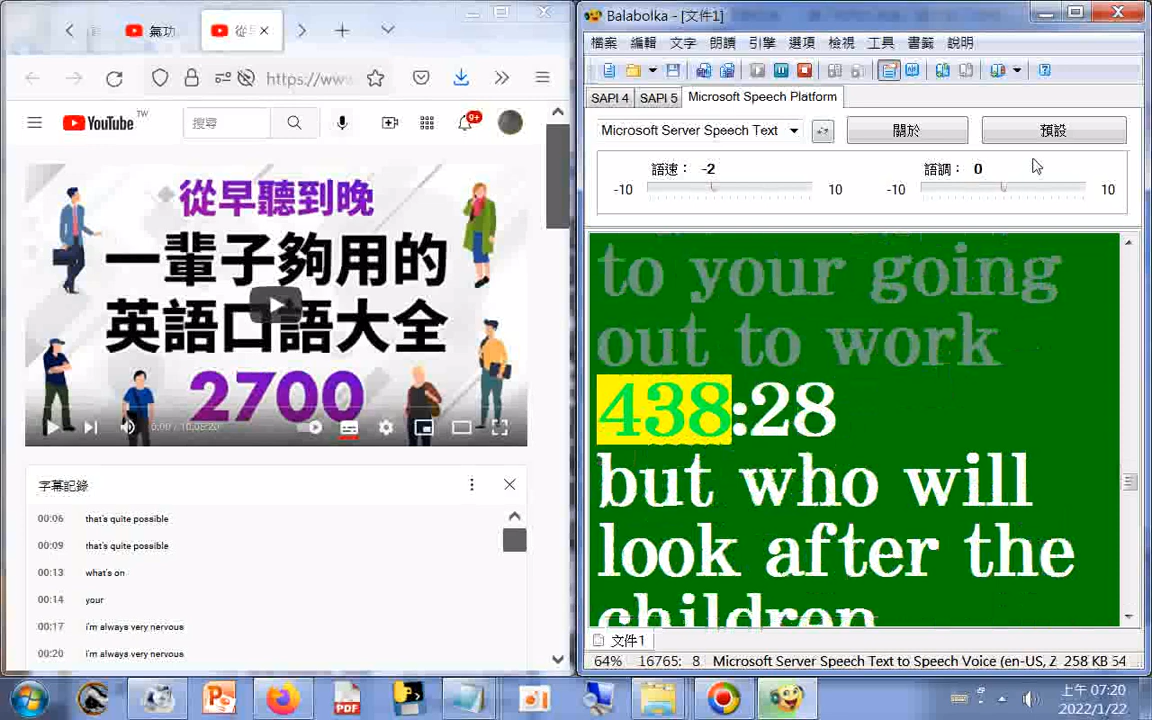 氣功
從
https://www
YouTube TW
搜尋
9+
從早聽到晚
一輩子夠用的
英語口語大全
2700
0:00 / 10:05:20
字幕記錄
00:06 that's quite possible
00:09 that's quite possible
00:13 what's on
00:14 your
00:17 i'm always very nervous
00:20 i'm always very nervous
Balabolka - [文件1]
檔案 編輯 文字 朗讀 引擎 選項 檢視 工具 書籤 說明
SAPI 4 SAPI 5 Microsoft Speech Platform
Microsoft Server Speech Text 關於 預設
語速： -2 語調： 0
-10 10 -10 10
to your going
out to work
438:28
but who will
look after the
children
文件1
64% 16765: 8 Microsoft Server Speech Text to Speech Voice (en-US, Z 258 KB 54
上午 07:20
2022/1/22